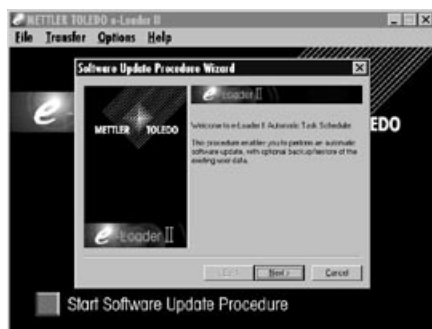 METTLER TOLEDO e-Loader II
File Transfer Options Help
Software Update Procedure Wizard
e-Loader II
METTLER TOLEDO
Welcome to e-Loader II Automatic Task Scheduler.
This procedure enables you to perform an automatic
software update, with optional backup/restore of the
existing user data.
e-Loader II
< Back Next > Cancel
e
EDO
Start Software Update Procedure